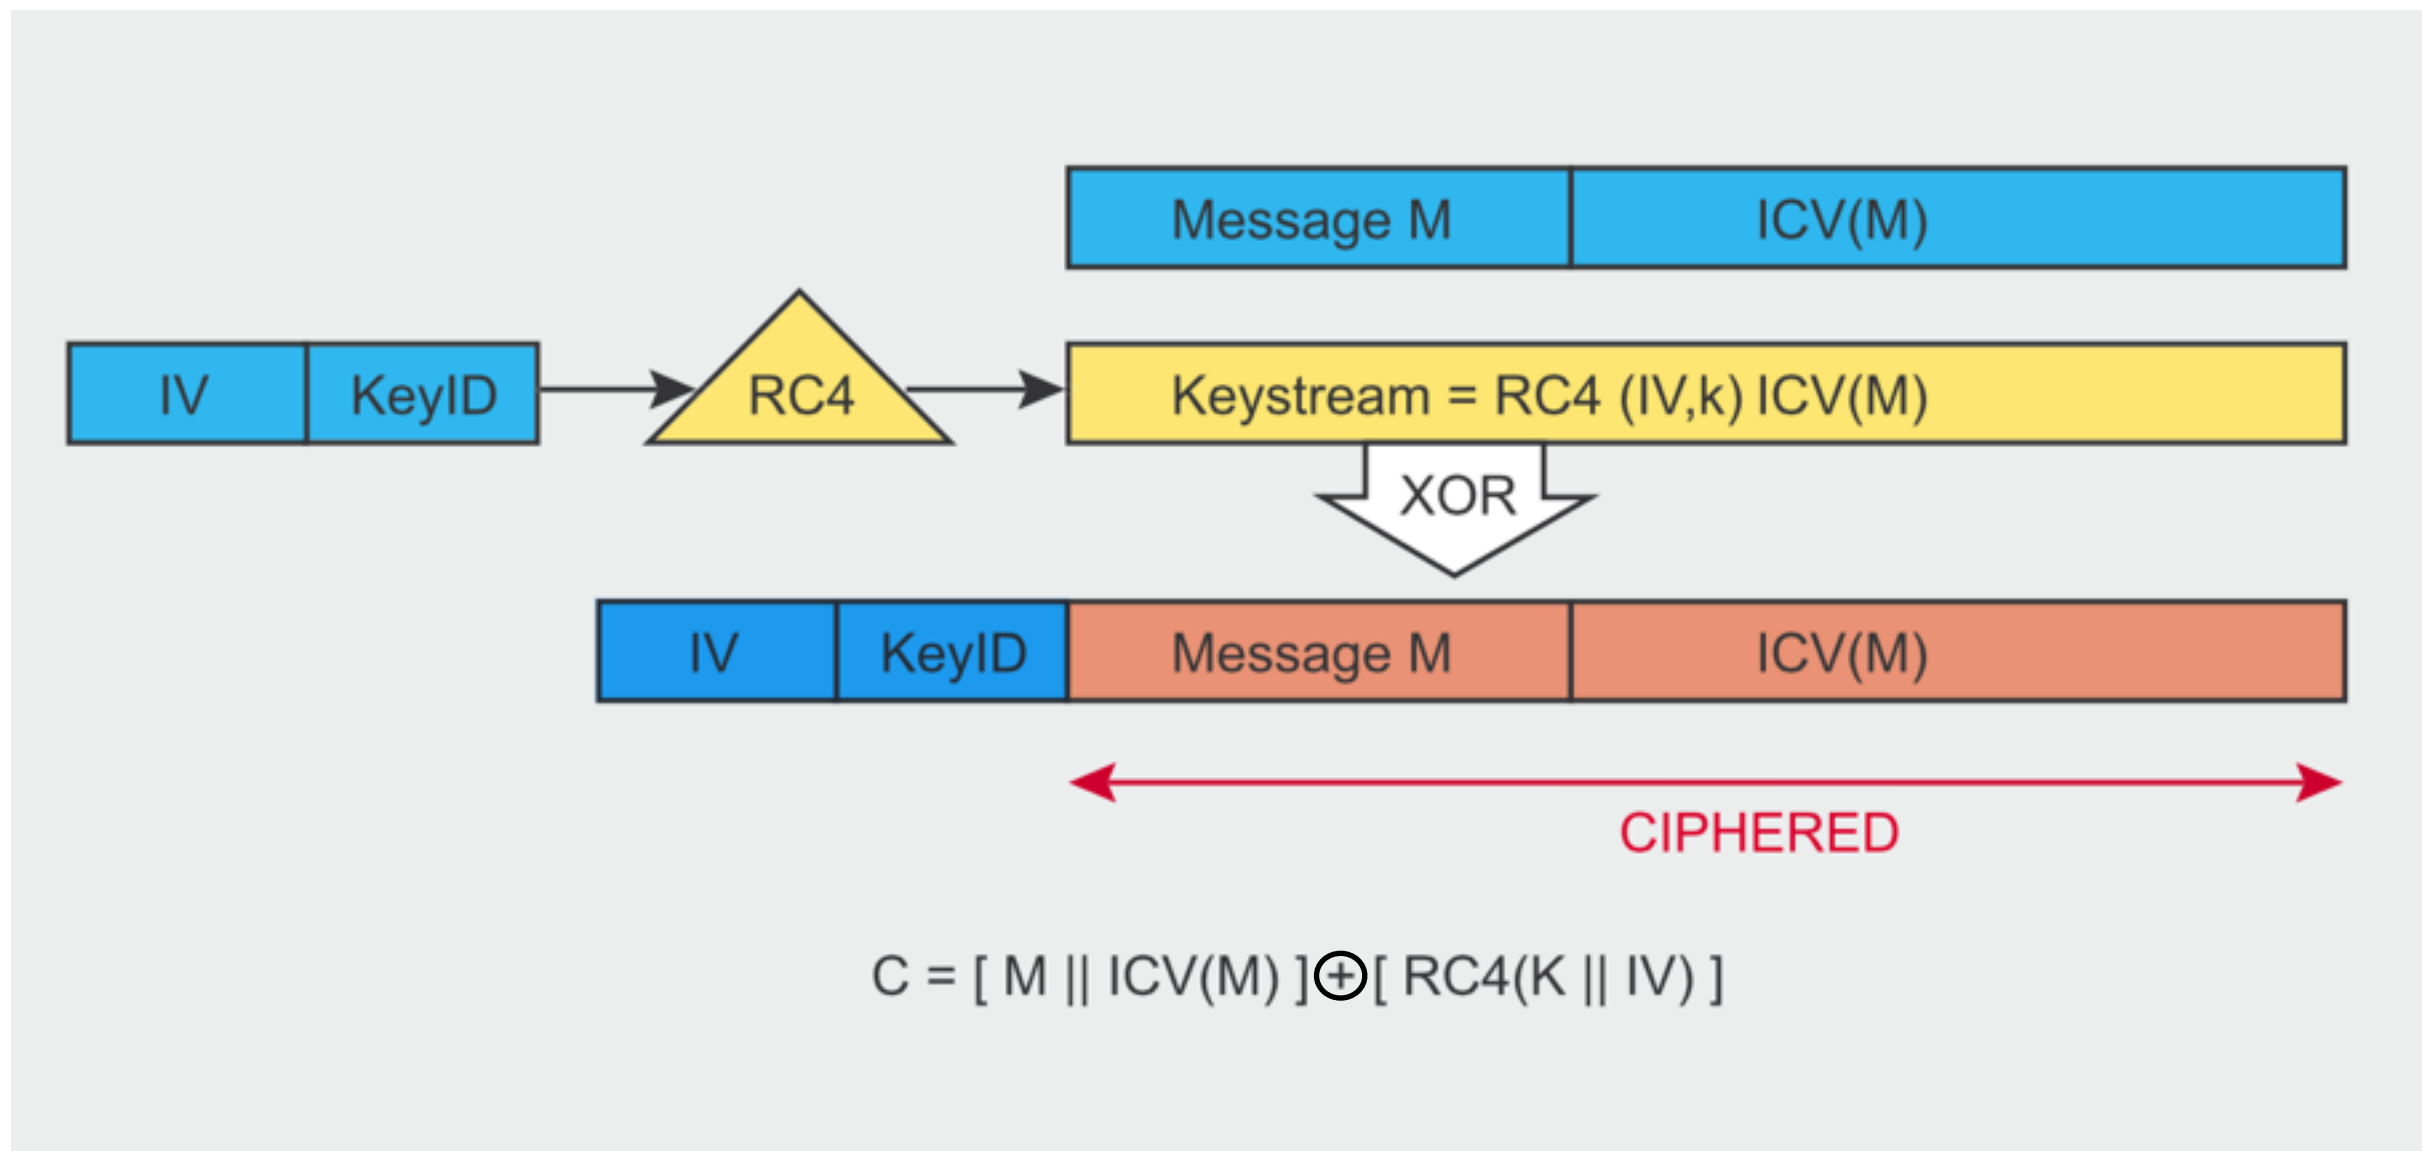 Message M ICV(M)
IV KeyID RC4 Keystream = RC4 (IV,k) ICV(M)
XOR
IV KeyID Message M ICV(M)
CIPHERED
C = [ M || ICV(M) ] ⊕ [ RC4(K || IV) ]